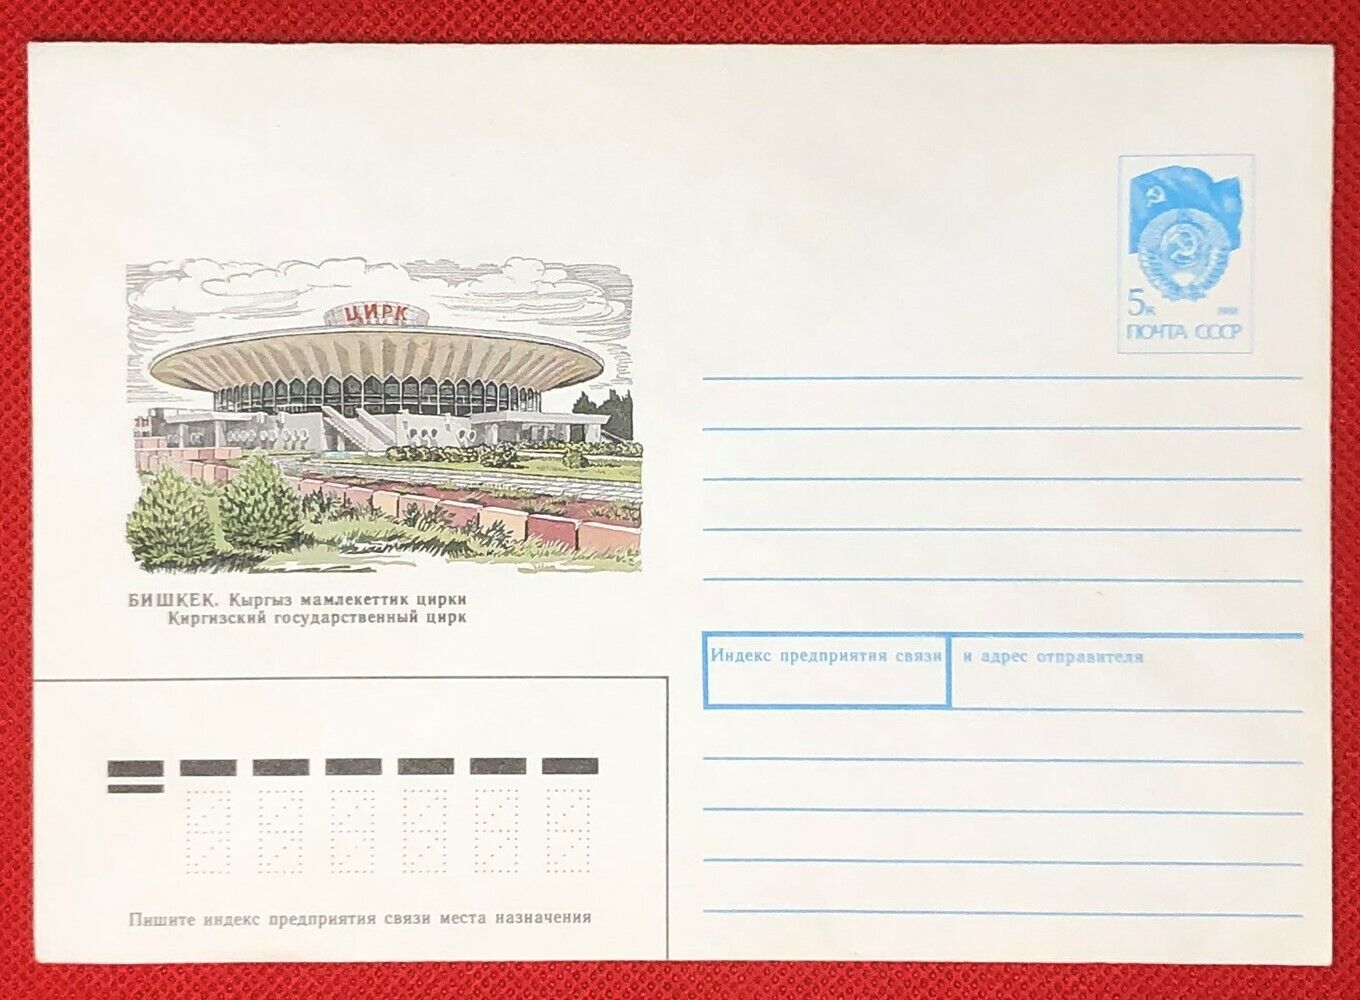 ЦИРК
5к
ПОЧТА СССР
БИШКЕК. Кыргыз мамлекеттик цирки
Киргизский государственный цирк
Индекс предприятия связи и адрес отправителя
Пишите индекс предприятия связи места назначения